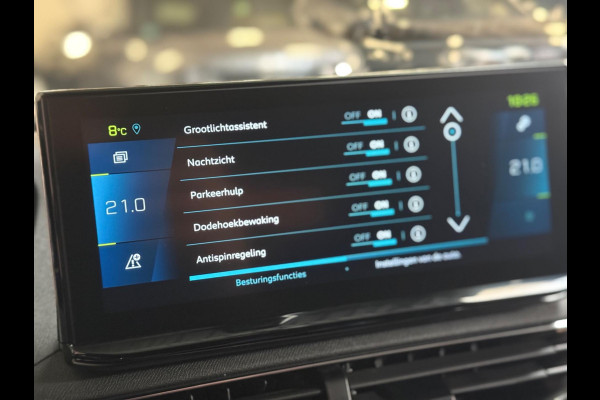 8°C 10:25
Grootlichtassistent OFF ON
Nachtzicht OFF ON
21.0 Parkeerhulp OFF ON 21.0
Dodehoekbewaking OFF ON
Antispinregeling OFF ON
Besturingsfuncties Instellingen van de auto.